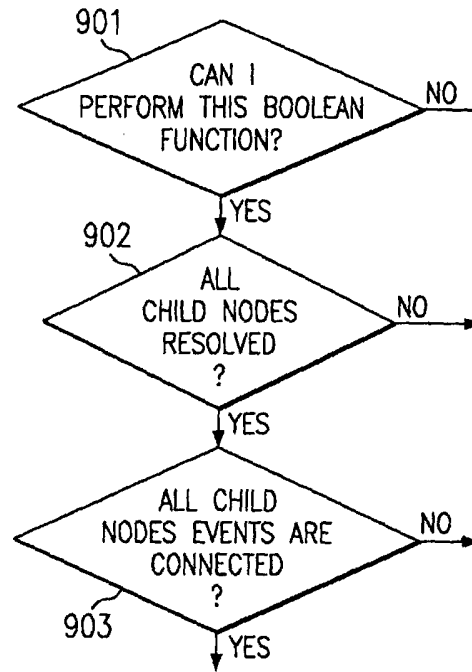 901
CAN I
PERFORM THIS BOOLEAN
FUNCTION?
NO
YES
902
ALL
CHILD NODES
RESOLVED
?
NO
YES
ALL CHILD
NODES EVENTS ARE
CONNECTED
?
NO
903
YES